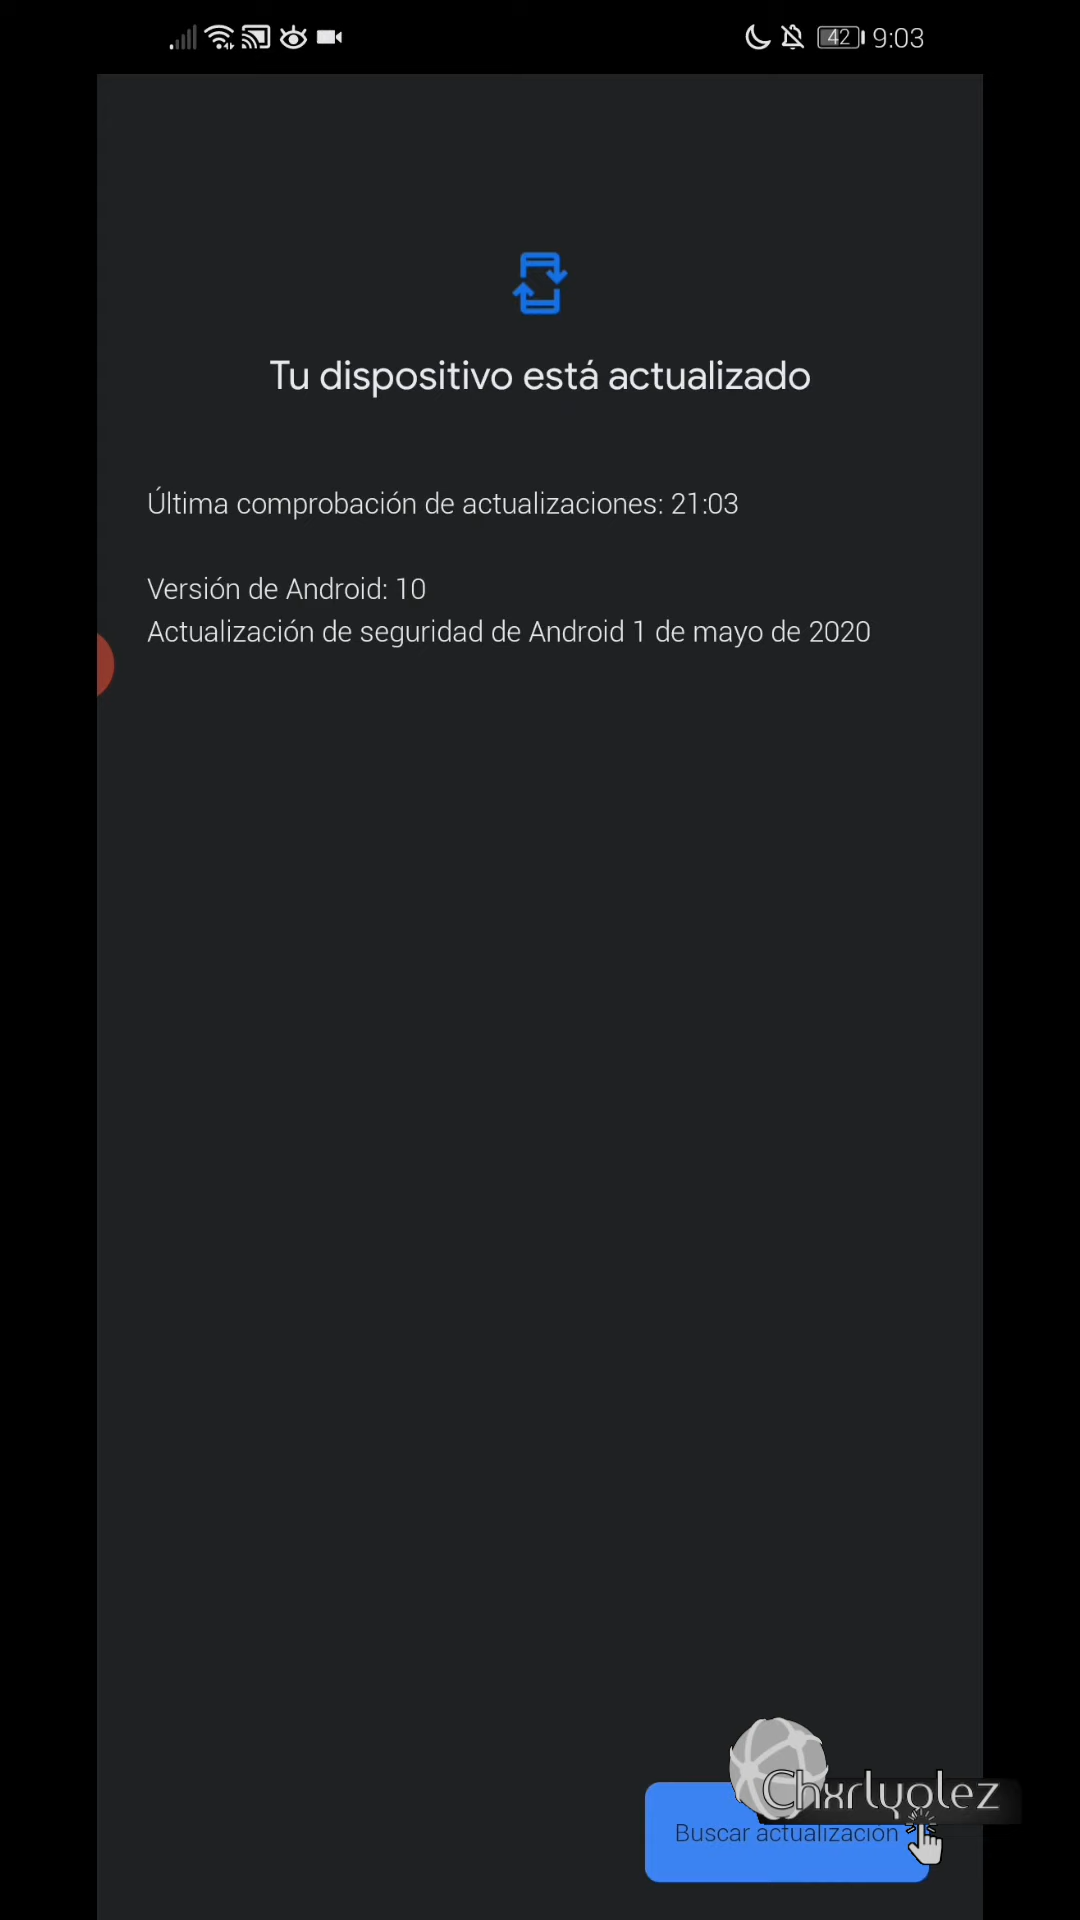 42 9:03
Tu dispositivo está actualizado
Última comprobación de actualizaciones: 21:03
Versión de Android: 10
Actualización de seguridad de Android 1 de mayo de 2020
Chxrlyolez
Buscar actualización